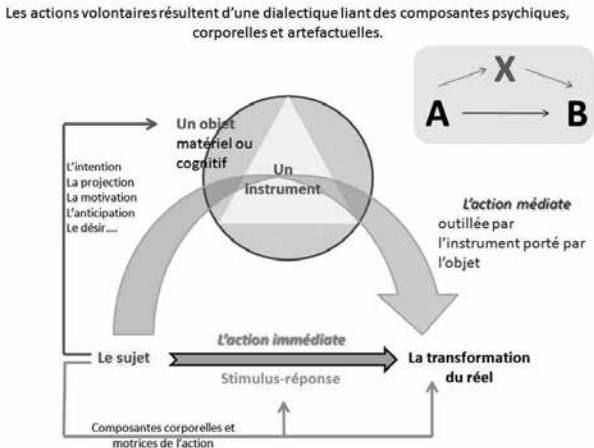 Les actions volontaires résultent d'une dialectique liant des composantes psychiques,
corporelles et artefactuelles.
X
A
B
Un objet
matériel ou
cognitif
Un
instrument
L'intention
La projection
La motivation
L'anticipation
Le désir....
L'action médiate
outillée par
l'instrument porté par
l'objet
L'action immédiate
Le sujet
La transformation
du réel
Stimulus-réponse
Composantes corporelles et
motrices de l'action